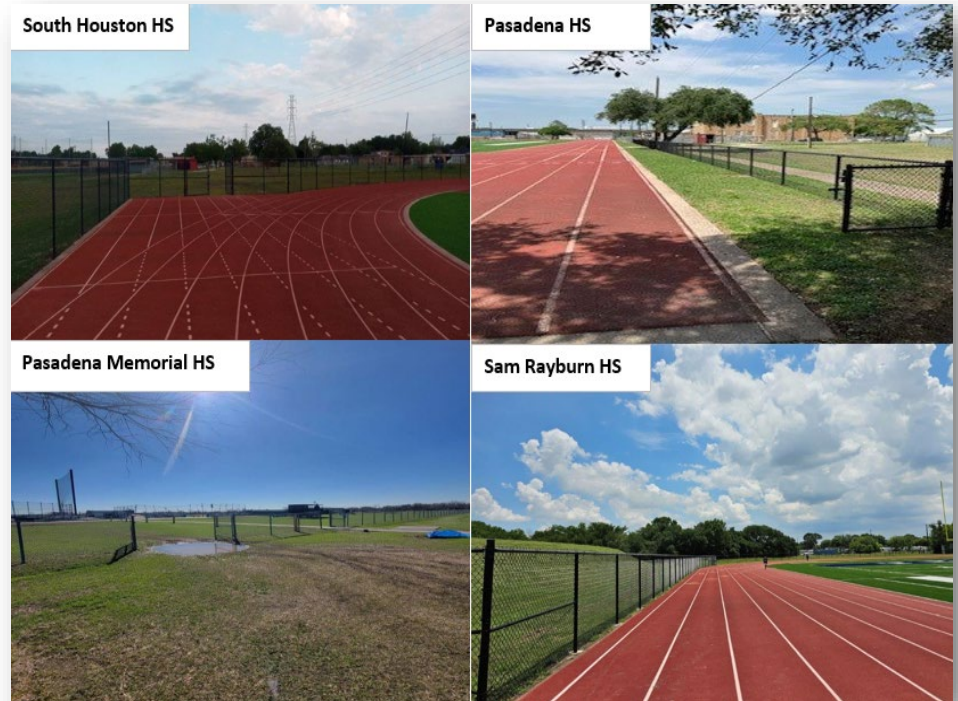 South Houston HS
Pasadena HS
Pasadena Memorial HS
Sam Rayburn HS